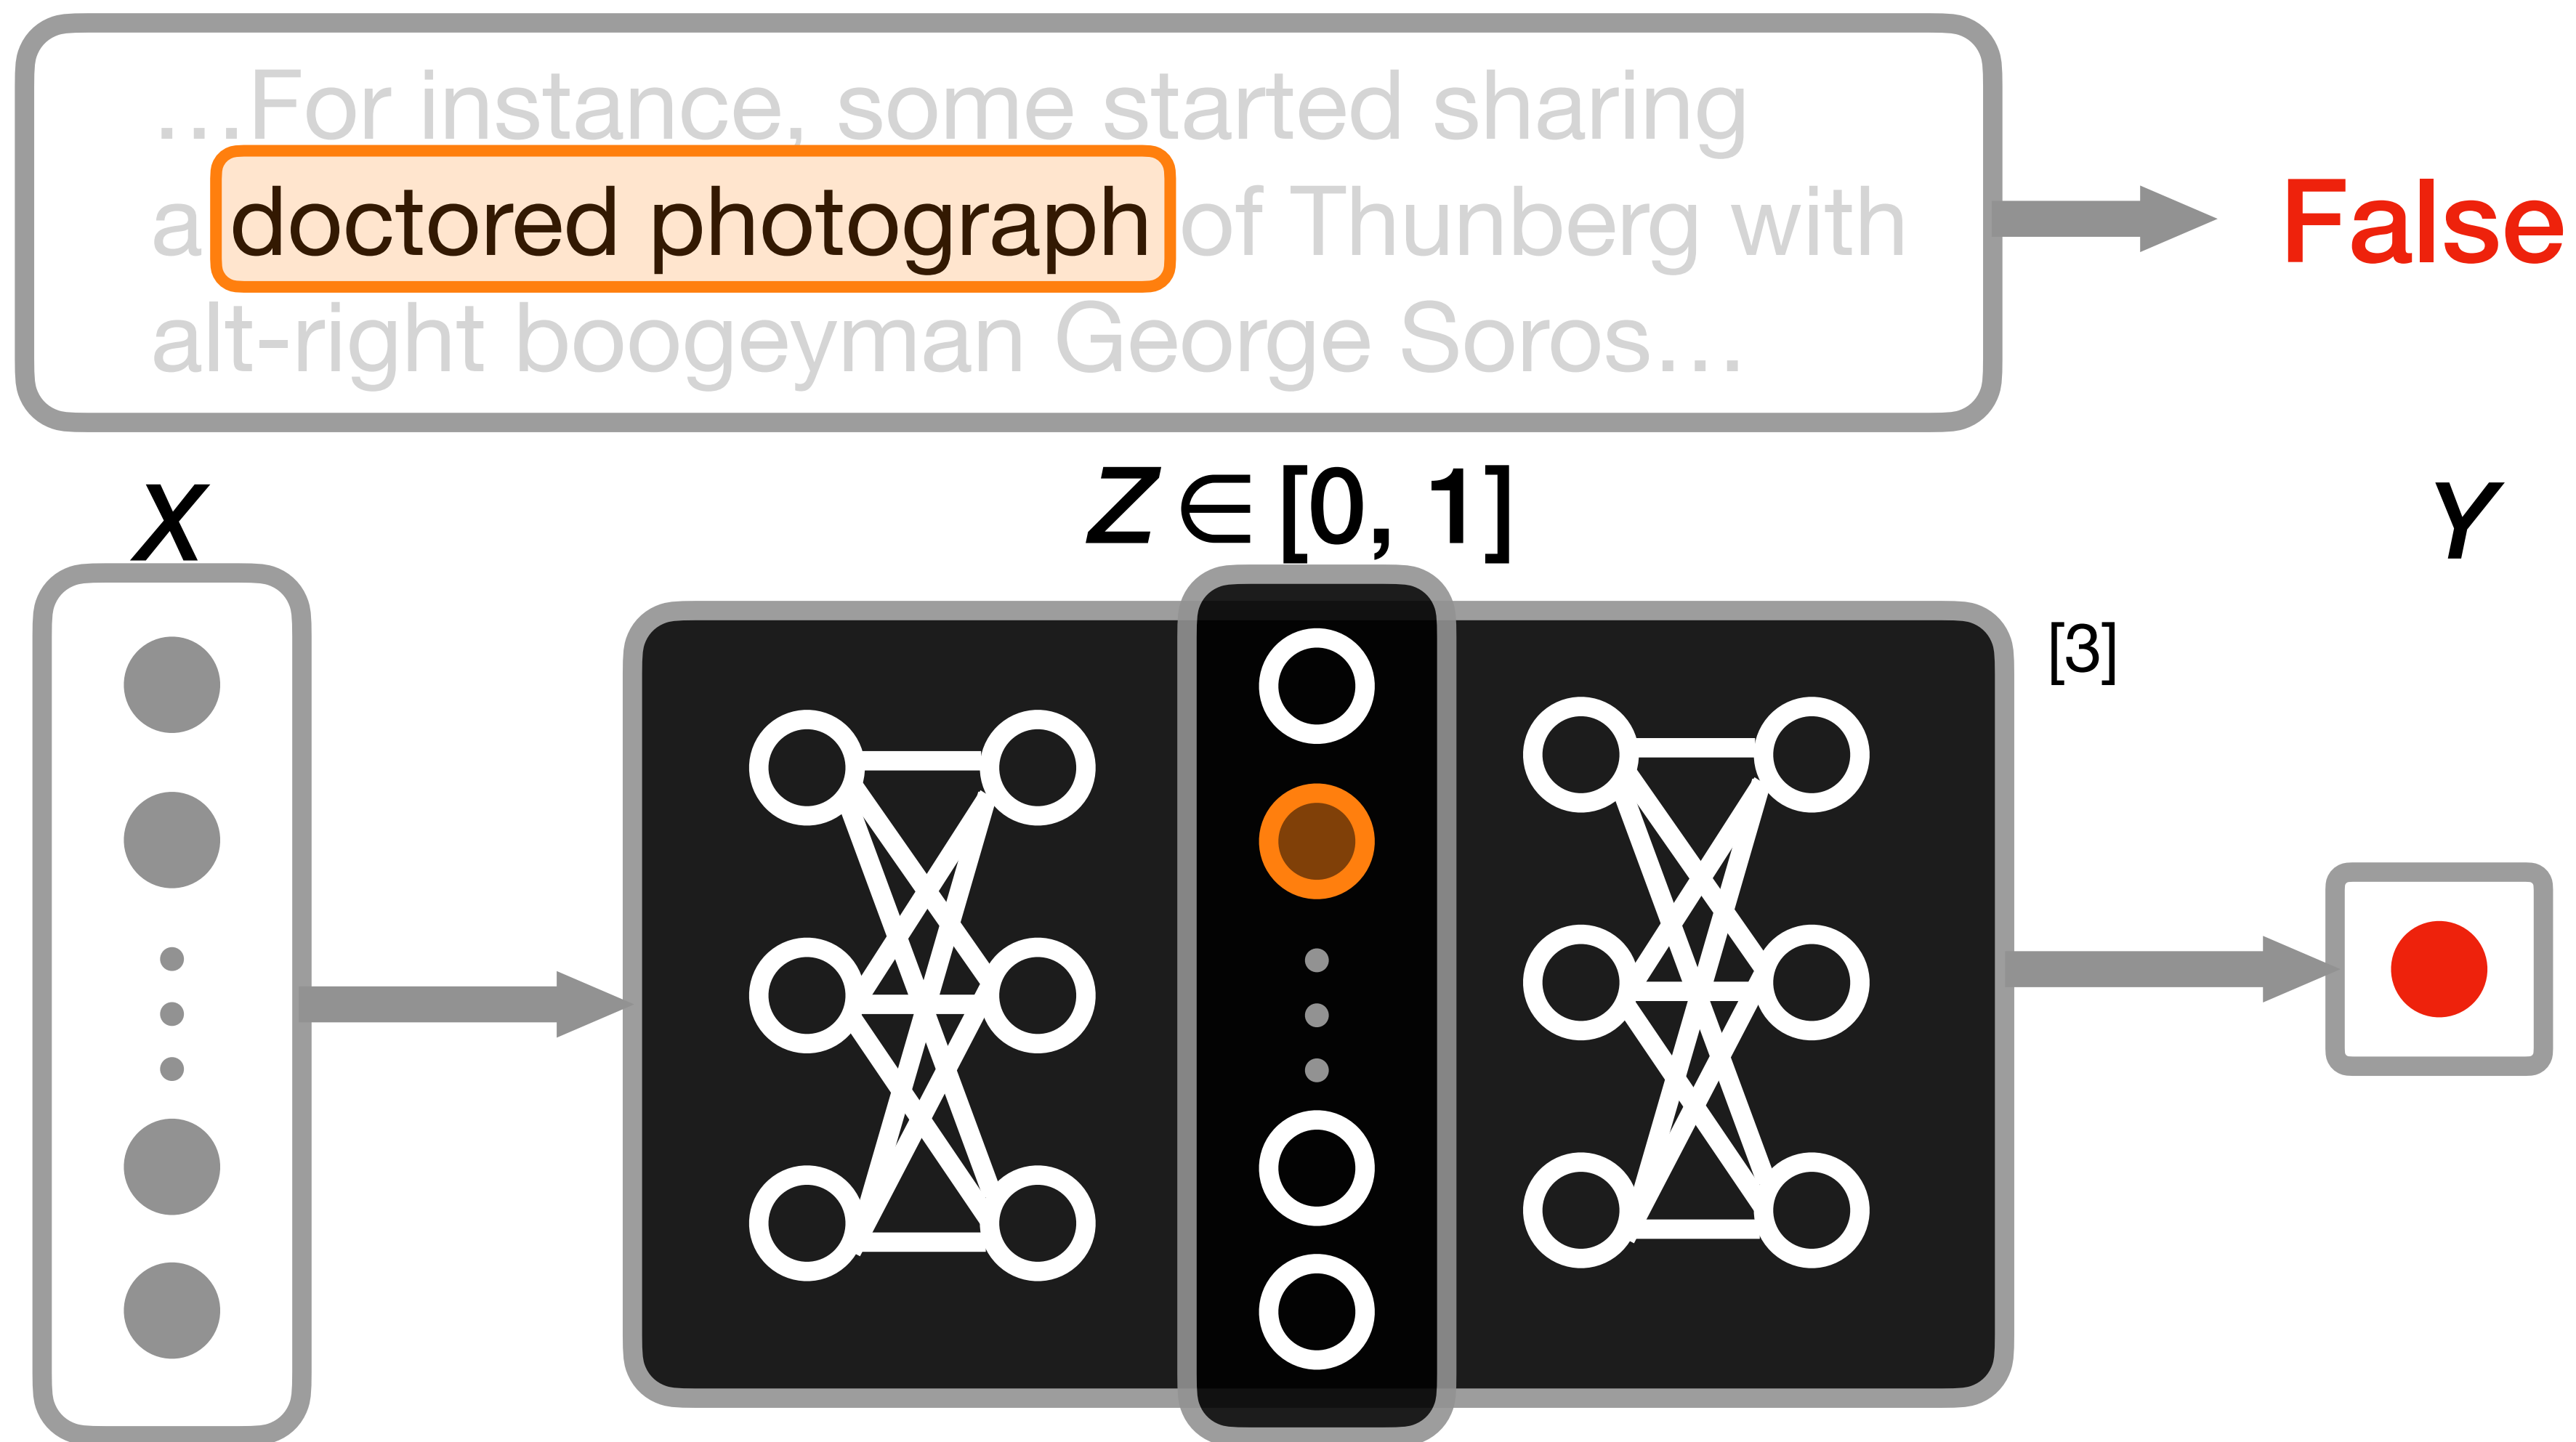 ...For instance, some started sharing
a doctored photograph of Thunberg with
alt-right boogeyman George Soros...
False
X
Z ∈ [0, 1]
Y
[3]